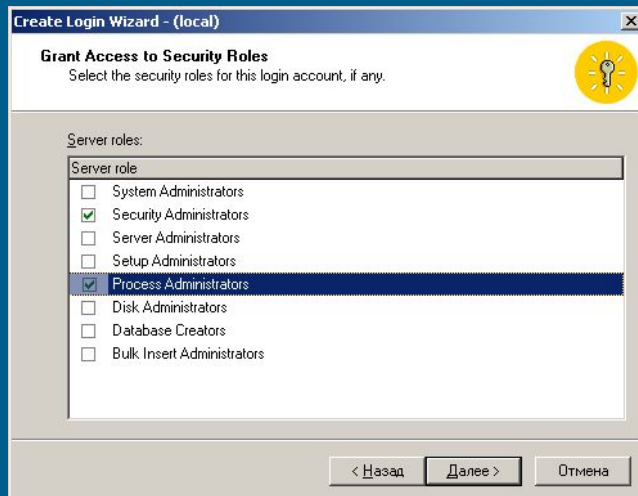 Create Login Wizard - (local)
Grant Access to Security Roles
Select the security roles for this login account, if any.
Server roles:
Server role
System Administrators
Security Administrators
Server Administrators
Setup Administrators
Process Administrators
Disk Administrators
Database Creators
Bulk Insert Administrators
< Назад Далее > Отмена